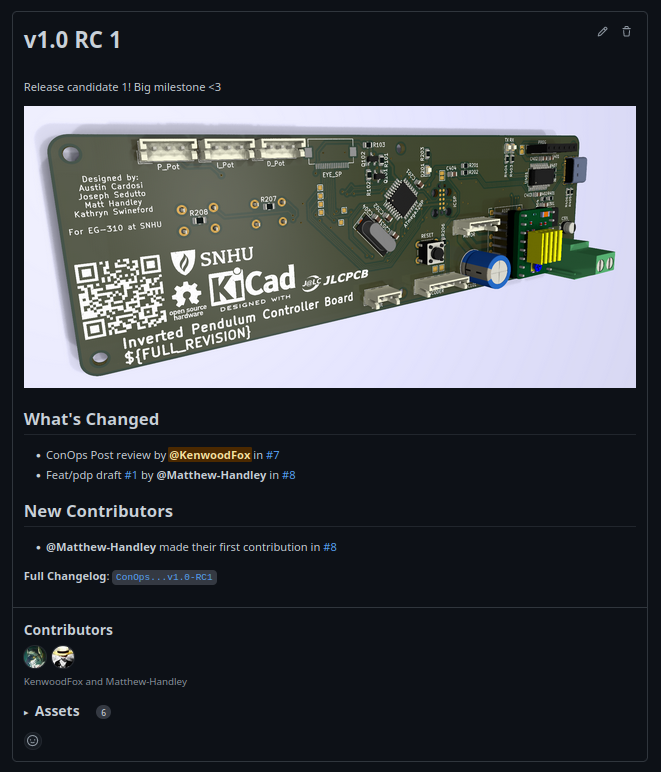 v1.0 RC 1
Release candidate 1! Big milestone <3
P_Pot
I_Pot
D_Pot
EYE_SP
R103
Designed by:
Austin Cardosi
Joseph Sedutto
Matt Handley
Kathryn Swineford
For EG-310 at SNHU
R208
R207
RESET
SNHU
open source
hardware
KiCad
DESIGNED WITH
J@LC JLCPCB
Inverted Pendulum Controller Board
${FULL_REVISION}
What's Changed
ConOps Post review by @KenwoodFox in #7
Feat/pdp draft #1 by @Matthew-Handley in #8
New Contributors
@Matthew-Handley made their first contribution in #8
Full Changelog: ConOps...v1.0-RC1
Contributors
KenwoodFox and Matthew-Handley
Assets 6